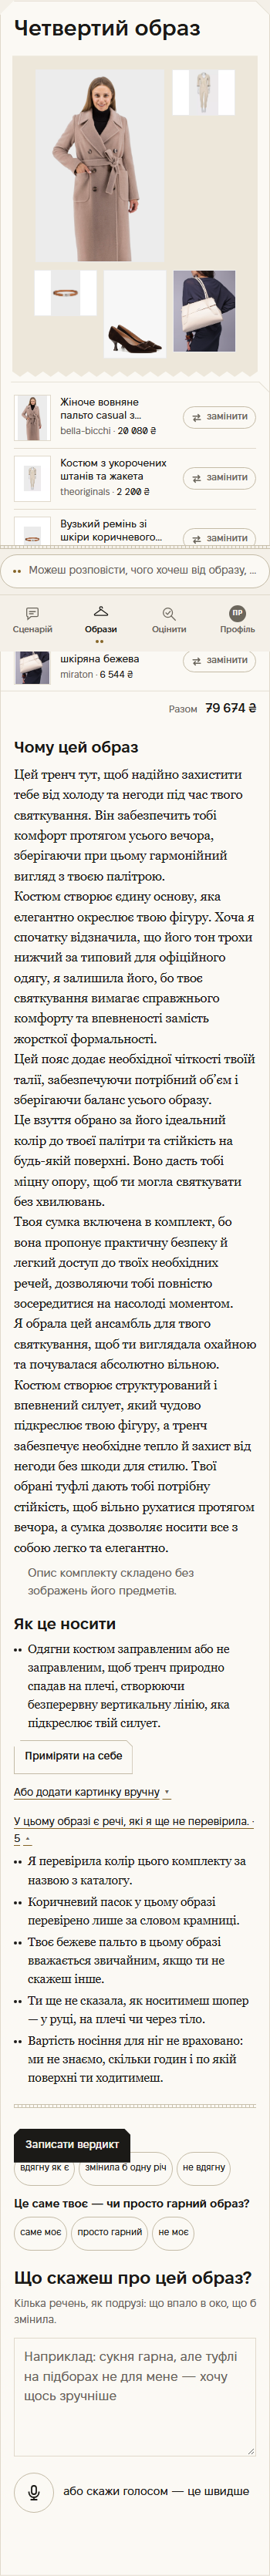 Четвертий образ
Жіноче вовняне
пальто casual з...
bella-bicchi · 20 080 ₴
замінити
Костюм з укорочених
штанів та жакета
theoriginals · 2 200 ₴
замінити
Вузький ремінь зі
шкіри коричневого...
замінити
Можеш розповісти, чого хочеш від образу, ...
Сценарій
Образи
Оцінити
ПР
Профіль
шкіряна бежева
miraton · 6 544 ₴
замінити
Разом 79 674 ₴
Чому цей образ
Цей тренч тут, щоб надійно захистити
тебе від холоду та негоди під час твого
святкування. Він забезпечить тобі
комфорт протягом усього вечора,
зберігаючи при цьому гармонійний
вигляд з твоєю палітрою.
Костюм створює єдину основу, яка
елегантно окреслює твою фігуру. Хоча я
спочатку відзначила, що його тон трохи
нижчий за типовий для офіційного
одягу, я залишила його, бо твоє
святкування вимагає справжнього
комфорту та впевненості замість
жорсткої формальності.
Цей пояс додає необхідної чіткості твоїй
талії, забезпечуючи потрібний об’єм і
зберігаючи баланс усього образу.
Це взуття обрано за його ідеальний
колір до твоєї палітри та стійкість на
будь-якій поверхні. Воно дасть тобі
міцну опору, щоб ти могла святкувати
без хвилювань.
Твоя сумка включена в комплект, бо
вона пропонує практичну безпеку й
легкий доступ до твоїх необхідних
речей, дозволяючи тобі повністю
зосередитися на насолоді моментом.
Я обрала цей ансамбль для твого
святкування, щоб ти виглядала охайною
та почувалася абсолютно вільною.
Костюм створює структурований і
впевнений силует, який чудово
підкреслює твою фігуру, а тренч
забезпечує необхідне тепло й захист від
негоди без шкоди для стилю. Твої
обрані туфлі дають тобі потрібну
стійкість, щоб вільно рухатися протягом
вечора, а сумка дозволяє носити все з
собою легко та елегантно.
Опис комплекту складено без
зображень його предметів.
Як це носити
Одягни костюм заправленим або не
заправленим, щоб тренч природно
спадав на плечі, створюючи
безперервну вертикальну лінію, яка
підкреслює твій силует.
Приміряти на себе
Або додати картинку вручну
У цьому образі є речі, які я ще не перевірила. ·
5
Я перевірила колір цього комплекту за
назвою з каталогу.
Коричневий пасок у цьому образі
перевірено лише за словом крамниці.
Твоє бежеве пальто в цьому образі
вважається звичайним, якщо ти не
скажеш інше.
Ти ще не сказала, як носитимеш шопер
— у руці, на плечі чи через тіло.
Вартість носіння для ніг не враховано:
ми не знаємо, скільки годин і по якій
поверхні ти ходитимеш.
Записати вердикт
вдягну як є
змінила б одну річ
не вдягну
Це саме твоє — чи просто гарний образ?
саме моє
просто гарний
не моє
Що скажеш про цей образ?
Кілька речень, як подрузі: що впало в око, що б
змінила.
Наприклад: сукня гарна, але туфлі
на підборах не для мене — хочу
щось зручніше
або скажи голосом — це швидше